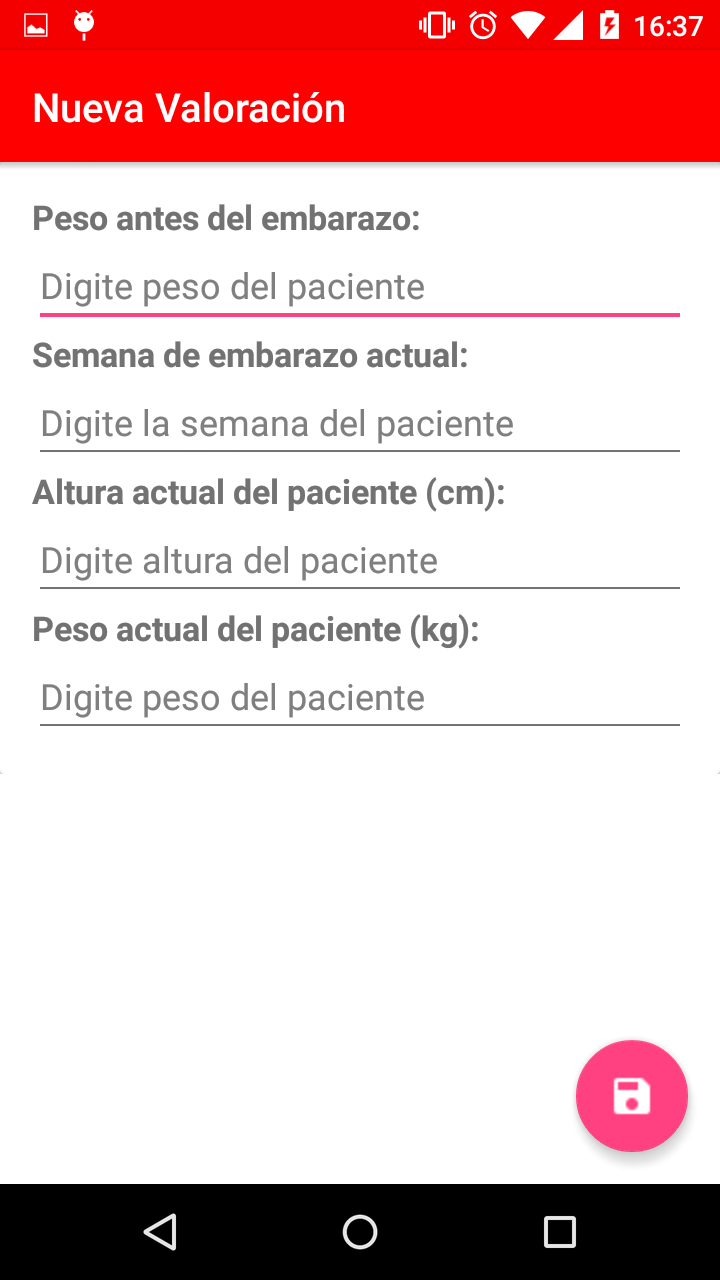 16:37
Nueva Valoración
Peso antes del embarazo:
Digite peso del paciente
Semana de embarazo actual:
Digite la semana del paciente
Altura actual del paciente (cm):
Digite altura del paciente
Peso actual del paciente (kg):
Digite peso del paciente